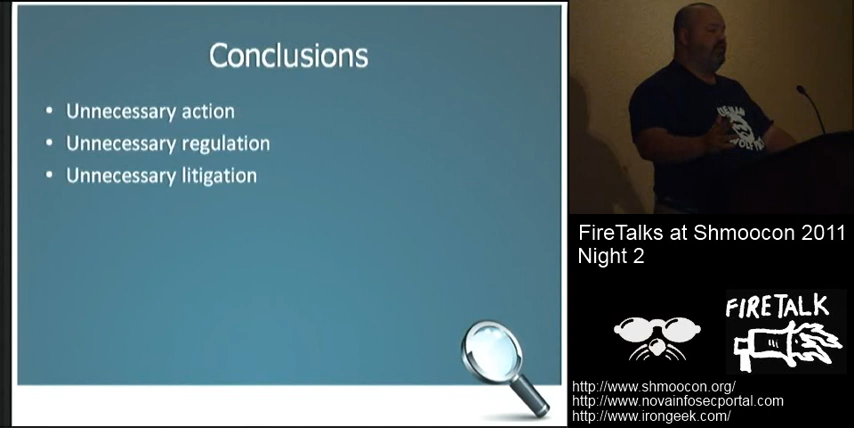 Conclusions
• Unnecessary action
• Unnecessary regulation
• Unnecessary litigation
FireTalks at Shmoocon 2011
Night 2
FIRETALK
http://www.shmoocon.org/
http://www.novainfosecportal.com
http://www.irongeek.com/